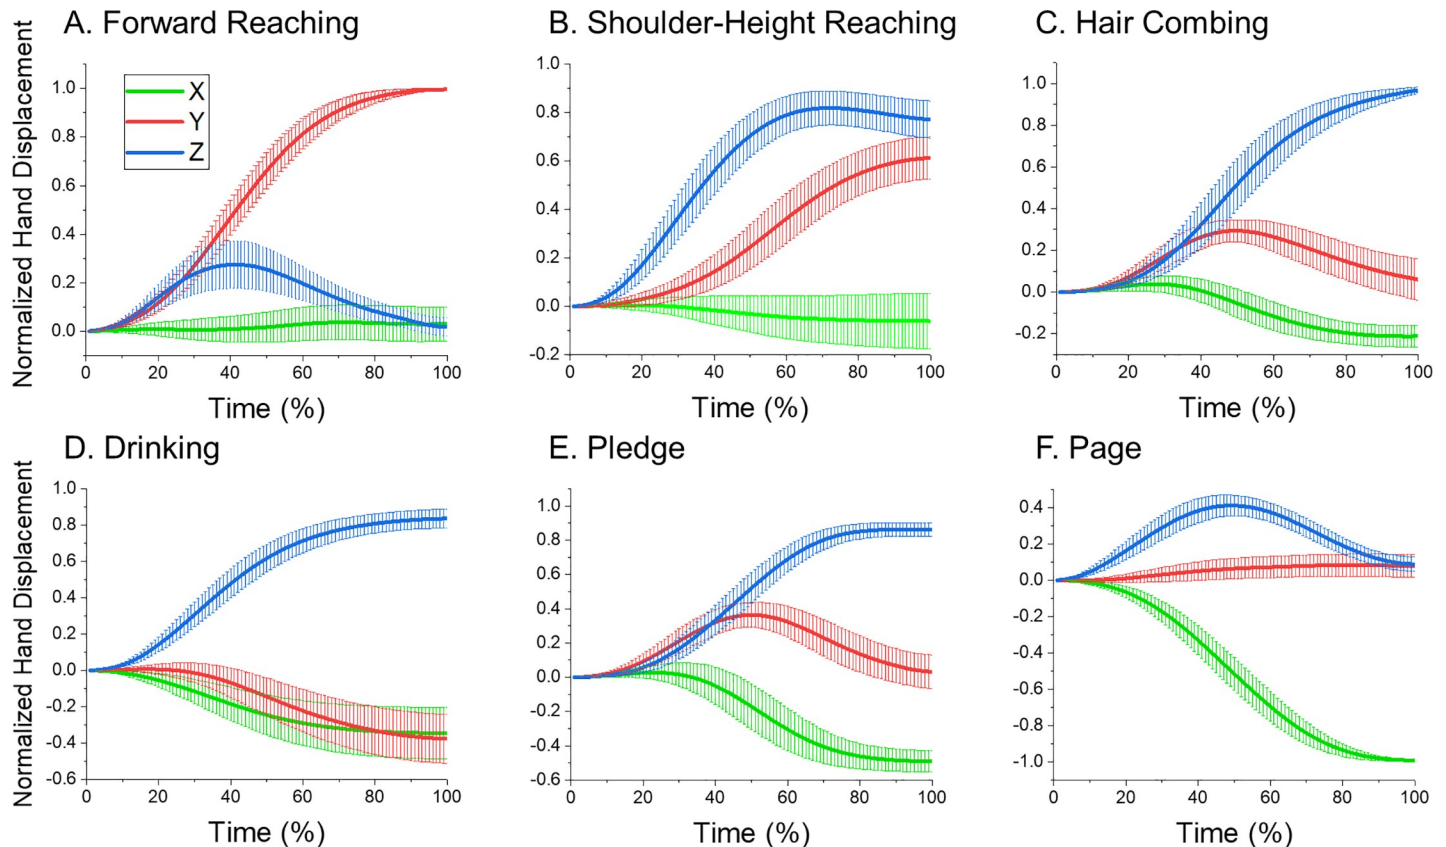 A. Forward Reaching
B. Shoulder-Height Reaching
C. Hair Combing
Normalized Hand Displacement
X
Y
Z
1.0
0.8
0.6
0.4
0.2
0.0
0 20 40 60 80 100
Time (%)
1.0
0.8
0.6
0.4
0.2
0.0
-0.2
0 20 40 60 80 100
Time (%)
1.0
0.8
0.6
0.4
0.2
0.0
-0.2
0 20 40 60 80 100
Time (%)
D. Drinking
E. Pledge
F. Page
Normalized Hand Displacement
1.0
0.8
0.6
0.4
0.2
0.0
-0.2
-0.4
-0.6
0 20 40 60 80 100
Time (%)
1.0
0.8
0.6
0.4
0.2
0.0
-0.2
-0.4
-0.6
0 20 40 60 80 100
Time (%)
0.4
0.2
0.0
-0.2
-0.4
-0.6
-0.8
-1.0
0 20 40 60 80 100
Time (%)